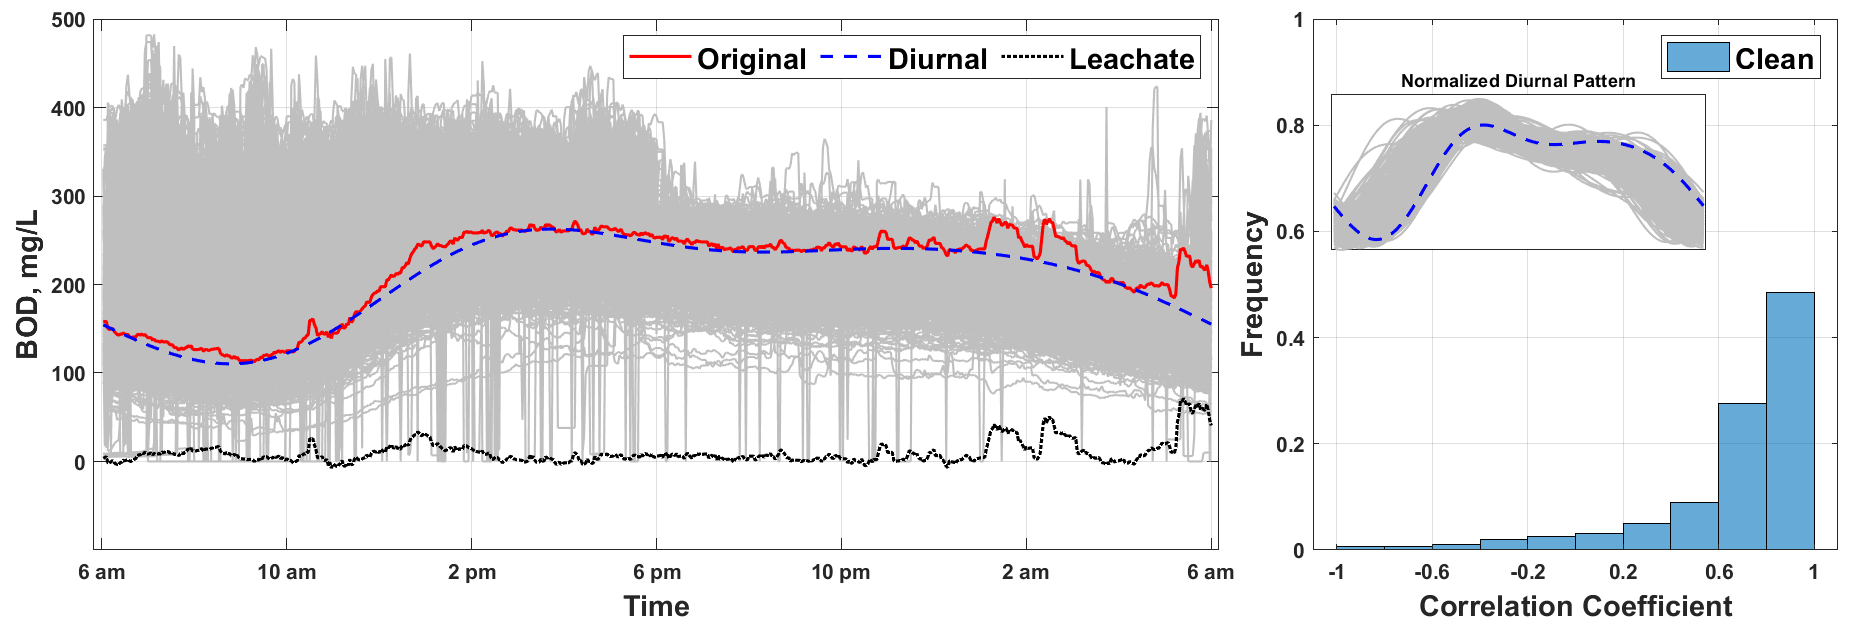 500
400
300
200
100
0
BOD, mg/L
Original Diurnal Leachate
6 am 10 am 2 pm 6 pm 10 pm 2 am 6 am
Time
1
0.8
0.6
0.4
0.2
0
Frequency
Clean
Normalized Diurnal Pattern
-1 -0.6 -0.2 0.2 0.6 1
Correlation Coefficient